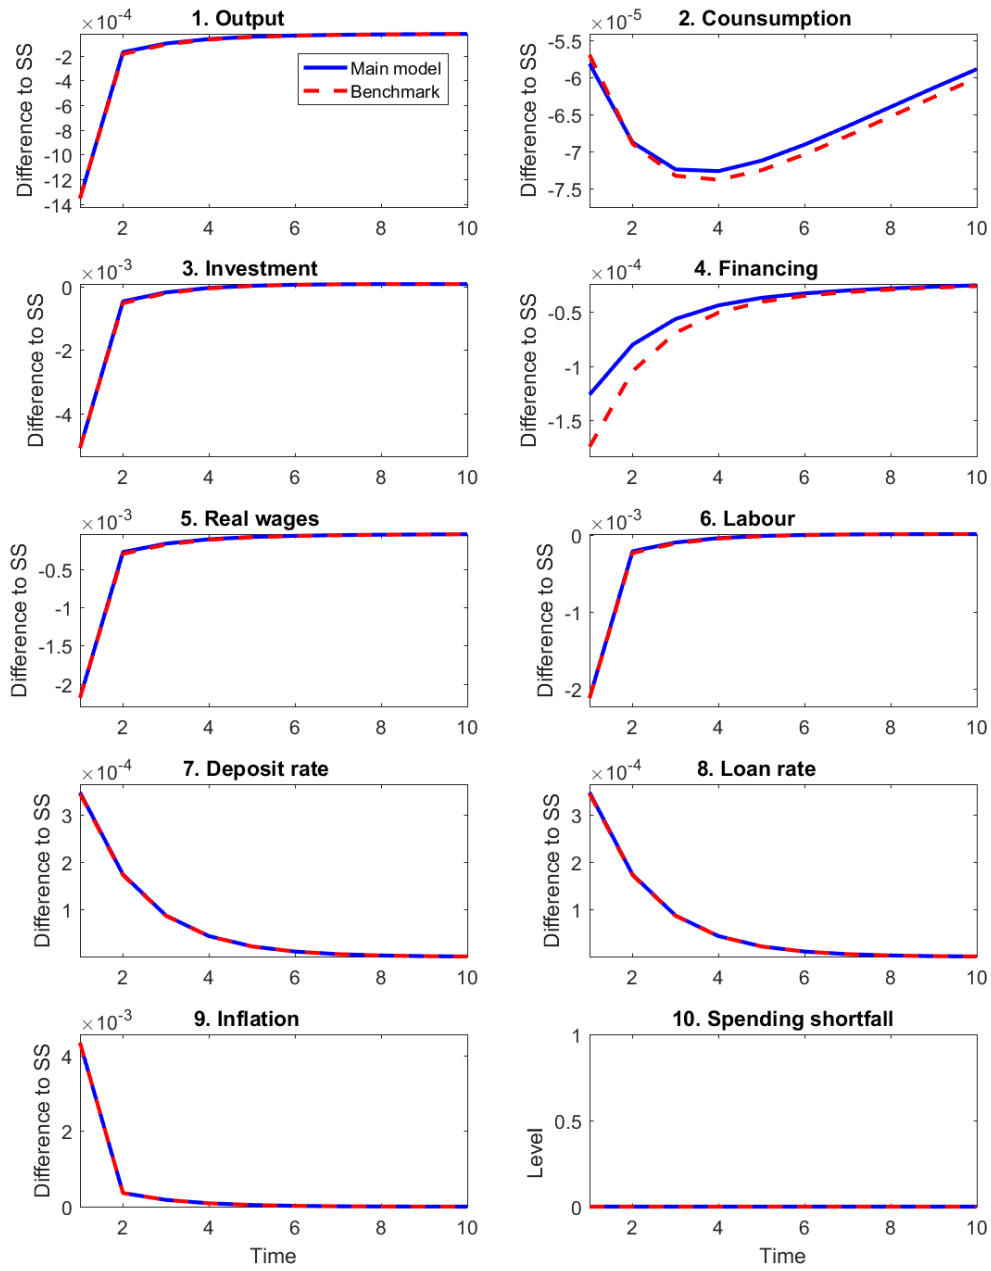 ×10⁻⁴
1. Output
Difference to SS
-2
-4
-6
-8
-10
-12
-14
2 4 6 8 10
Main model
Benchmark
×10⁻⁵
2. Counsumption
Difference to SS
-5.5
-6
-6.5
-7
-7.5
2 4 6 8 10
×10⁻³
3. Investment
Difference to SS
0
-2
-4
2 4 6 8 10
×10⁻⁴
4. Financing
Difference to SS
-0.5
-1
-1.5
2 4 6 8 10
×10⁻³
5. Real wages
Difference to SS
-0.5
-1
-1.5
-2
2 4 6 8 10
×10⁻³
6. Labour
Difference to SS
0
-1
-2
2 4 6 8 10
×10⁻⁴
7. Deposit rate
Difference to SS
3
2
1
2 4 6 8 10
×10⁻⁴
8. Loan rate
Difference to SS
3
2
1
2 4 6 8 10
×10⁻³
9. Inflation
Difference to SS
4
2
0
2 4 6 8 10
Time
10. Spending shortfall
Level
1
0.5
0
2 4 6 8 10
Time